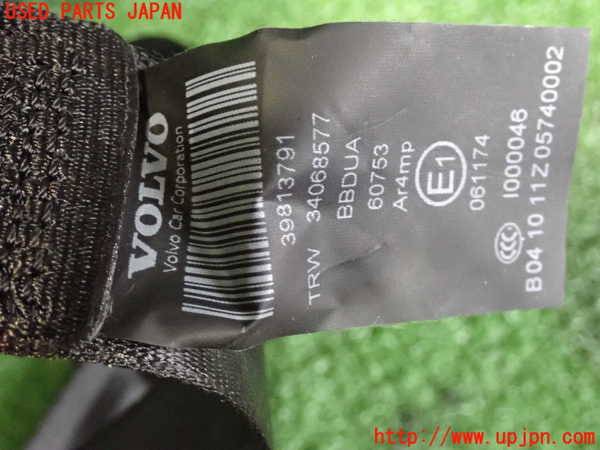 USED PARTS JAPAN
VOLVO
Volvo Car Corporation
39813791
TRW 34068577
BBDUA
60753
Ar4mp
E1
061174
CCC I000046
B04 10 11Z05740002
http://www.upjpn.com/